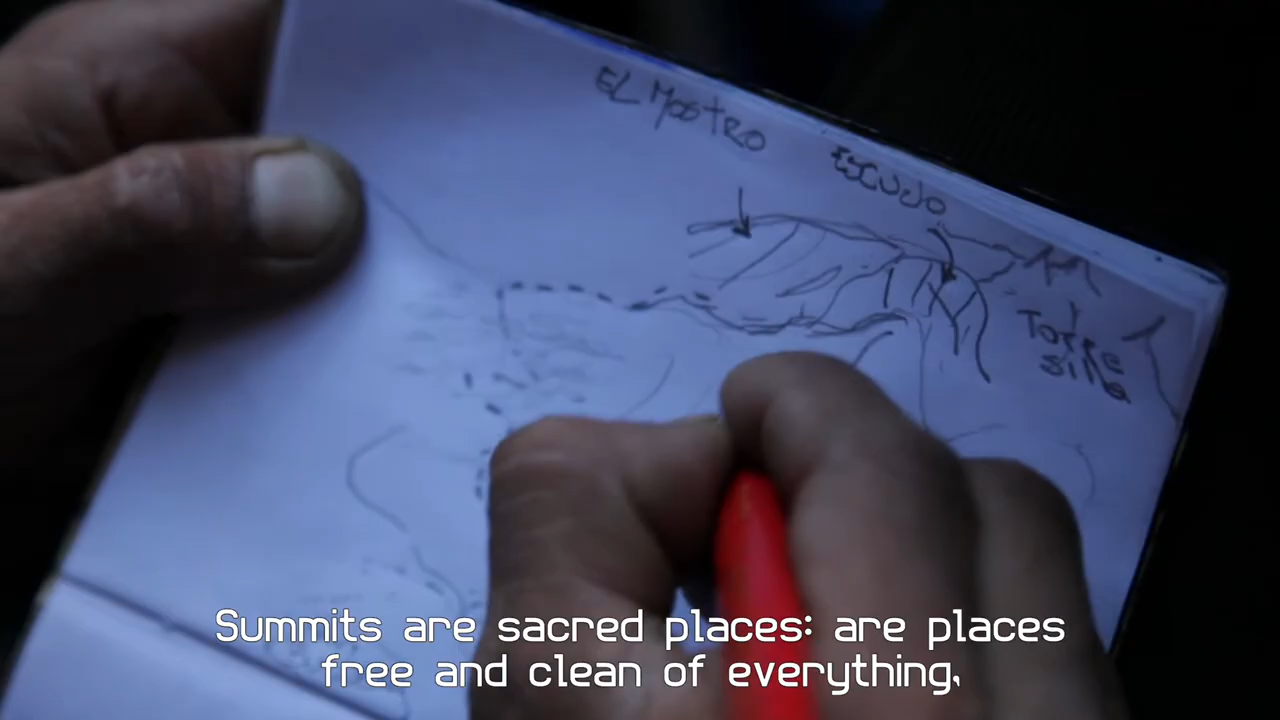 EL MOSTRO
ESCUDO
TORRE
SILLA
Summits are sacred places: are places
free and clean of everything,